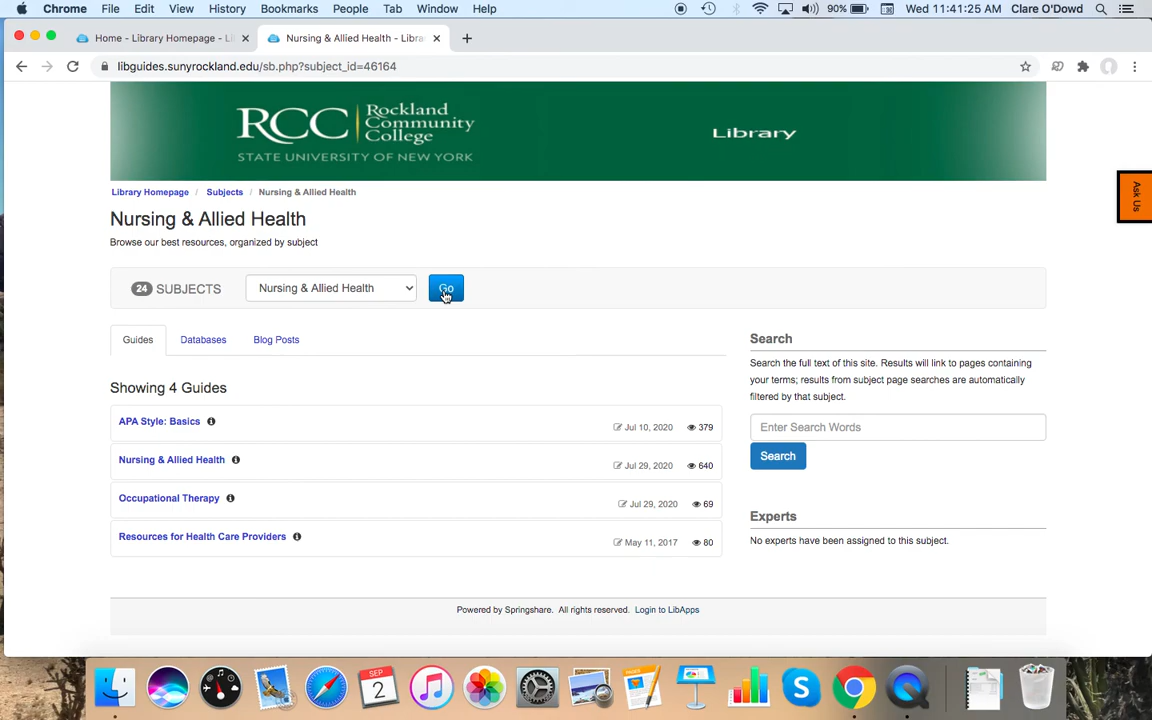 Chrome File Edit View History Bookmarks People Tab Window Help 90% Wed 11:41:25 AM Clare O'Dowd
Home - Library Homepage - Li Nursing & Allied Health - Libra
libguides.sunyrockland.edu/sb.php?subject_id=46164
RCC Rockland Community College
STATE UNIVERSITY OF NEW YORK
Library
Ask Us
Library Homepage / Subjects / Nursing & Allied Health
Nursing & Allied Health
Browse our best resources, organized by subject
24 SUBJECTS Nursing & Allied Health Go
Guides Databases Blog Posts
Showing 4 Guides
APA Style: Basics Jul 10, 2020 379
Nursing & Allied Health Jul 29, 2020 640
Occupational Therapy Jul 29, 2020 69
Resources for Health Care Providers May 11, 2017 80
Search
Search the full text of this site. Results will link to pages containing
your terms; results from subject page searches are automatically
filtered by that subject.
Enter Search Words
Search
Experts
No experts have been assigned to this subject.
Powered by Springshare. All rights reserved. Login to LibApps
SEP
2